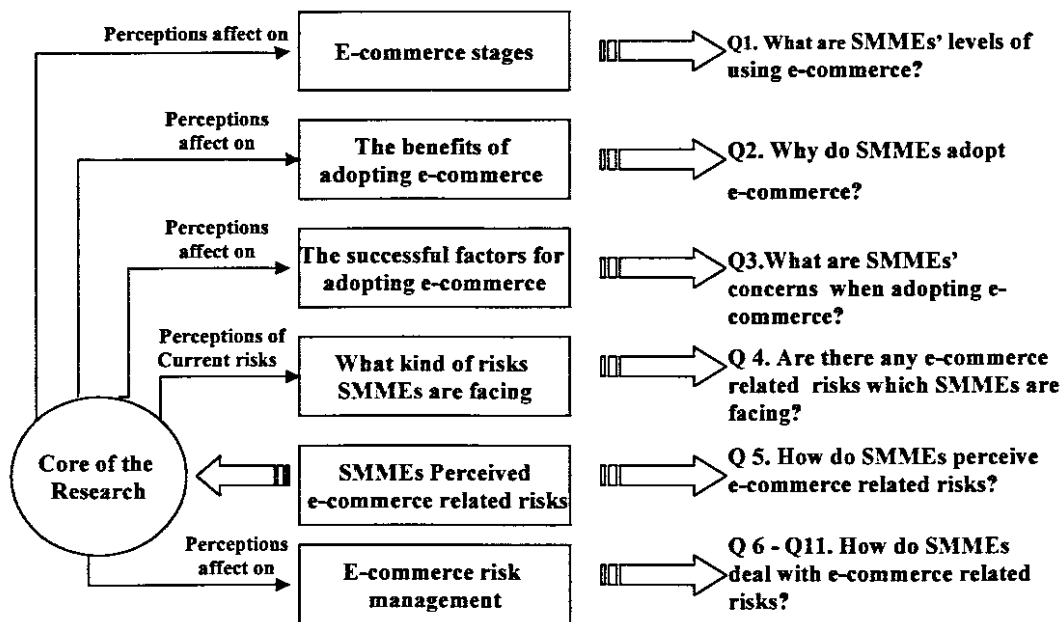 Perceptions affect on
E-commerce stages
Q1. What are SMMEs' levels of
using e-commerce?
Perceptions
affect on
The benefits of
adopting e-commerce
Q2. Why do SMMEs adopt
e-commerce?
Perceptions
affect on
The successful factors for
adopting e-commerce
Q3.What are SMMEs'
concerns when adopting e-
commerce?
Perceptions of
Current risks
What kind of risks
SMMEs are facing
Q 4. Are there any e-commerce
related risks which SMMEs are
facing?
Core of the
Research
SMMEs Perceived
e-commerce related risks
Q 5. How do SMMEs perceive
e-commerce related risks?
Perceptions
affect on
E-commerce risk
management
Q 6 - Q11. How do SMMEs
deal with e-commerce related
risks?